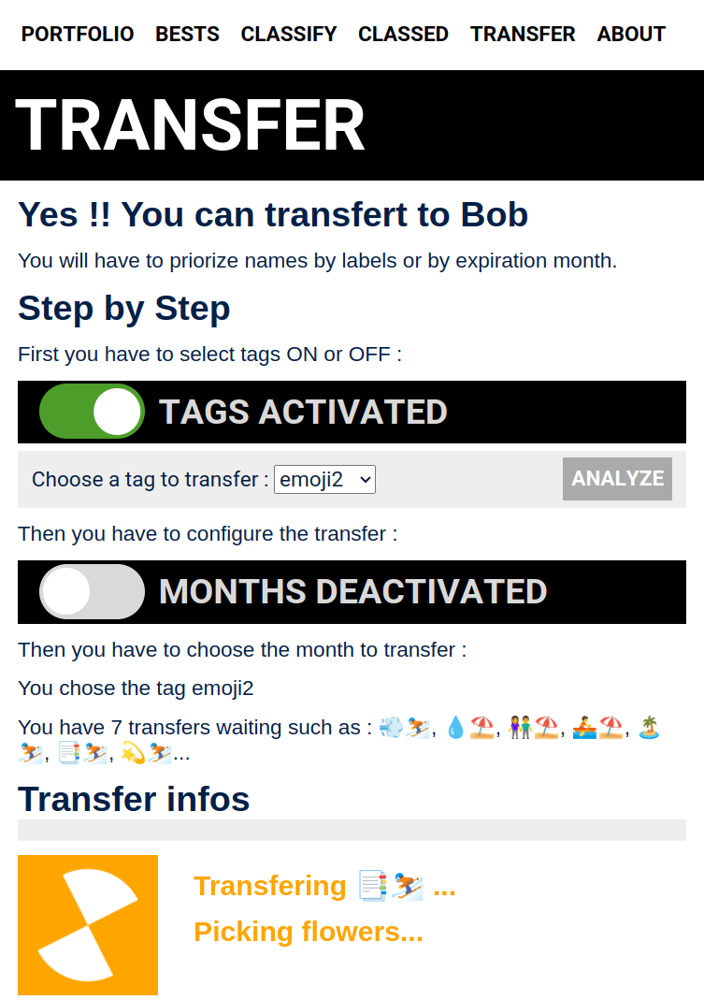 PORTFOLIO BESTS CLASSIFY CLASSED TRANSFER ABOUT
TRANSFER
Yes !! You can transfert to Bob
You will have to priorize names by labels or by expiration month.
Step by Step
First you have to select tags ON or OFF :
TAGS ACTIVATED
Choose a tag to transfer : emoji2 ANALYZE
Then you have to configure the transfer :
MONTHS DEACTIVATED
Then you have to choose the month to transfer :
You chose the tag emoji2
You have 7 transfers waiting such as : 💨⛷️, 💧⛱️, 👫⛱️, 🚣⛱️, 🏝️
⛷️, 📑⛷️, 💫⛷️...
Transfer infos
Transfering 📑⛷️ ...
Picking flowers...